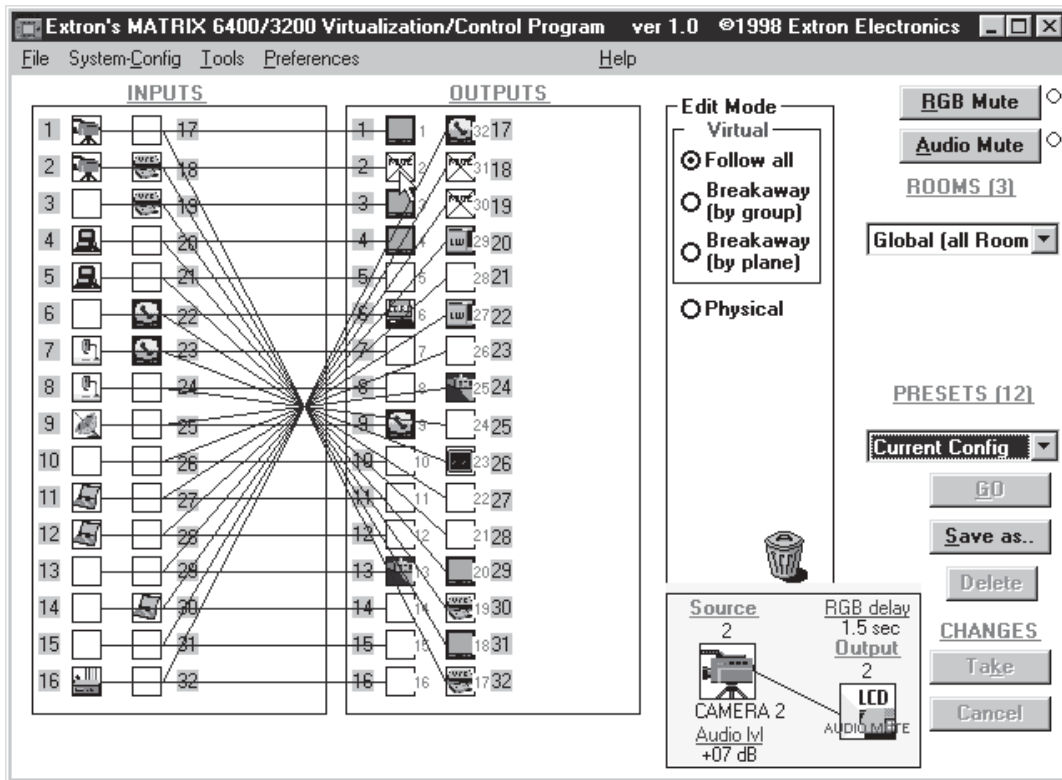 Extron's MATRIX 6400/3200 Virtualization/Control Program ver 1.0 ©1998 Extron Electronics
File System-Config Tools Preferences Help
INPUTS
1 17
2 18
3 19
4 20
5 21
6 22
7 23
8 24
9 25
10 26
11 27
12 28
13 29
14 30
15 31
16 32
OUTPUTS
1 1 32 17
2 MUTE 2 MUTE 31 18
3 3 MUTE 30 19
4 4 LW 29 20
5 5 28 21
6 6 LW 27 22
7 7 26 23
8 8 25 24
9 9 24 25
10 10 23 26
11 11 22 27
12 12 21 28
13 13 20 29
14 14 19 30
15 15 18 31
16 16 17 32
Edit Mode
Virtual
Follow all
Breakaway
(by group)
Breakaway
(by plane)
Physical
Source
2
CAMERA 2
Audio lvl
+07 dB
RGB delay
1.5 sec
Output
2
LCD
AUDIO MUTE
RGB Mute
Audio Mute
ROOMS (3)
Global (all Room
PRESETS (12)
Current Config
GO
Save as..
Delete
CHANGES
Take
Cancel